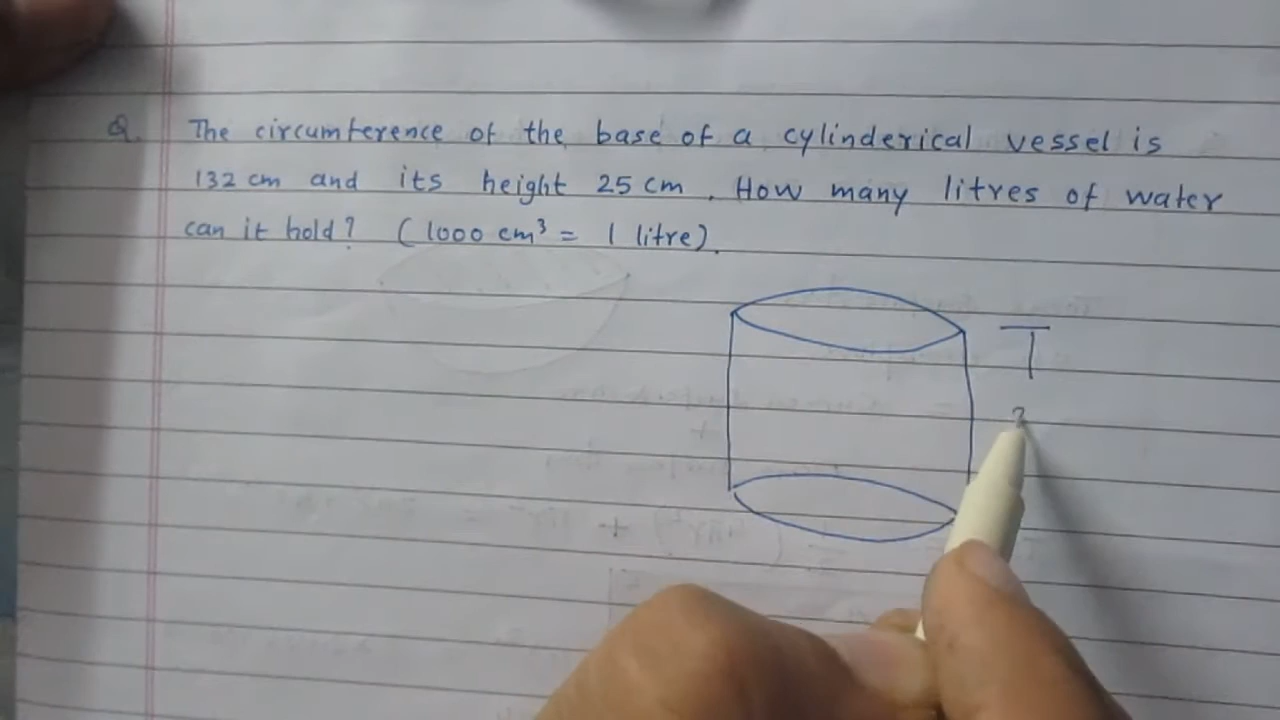 Q. The circumference of the base of a cylinderical vessel is
132 cm and its height 25 cm. How many litres of water
can it hold? (1000 cm³ = 1 litre).